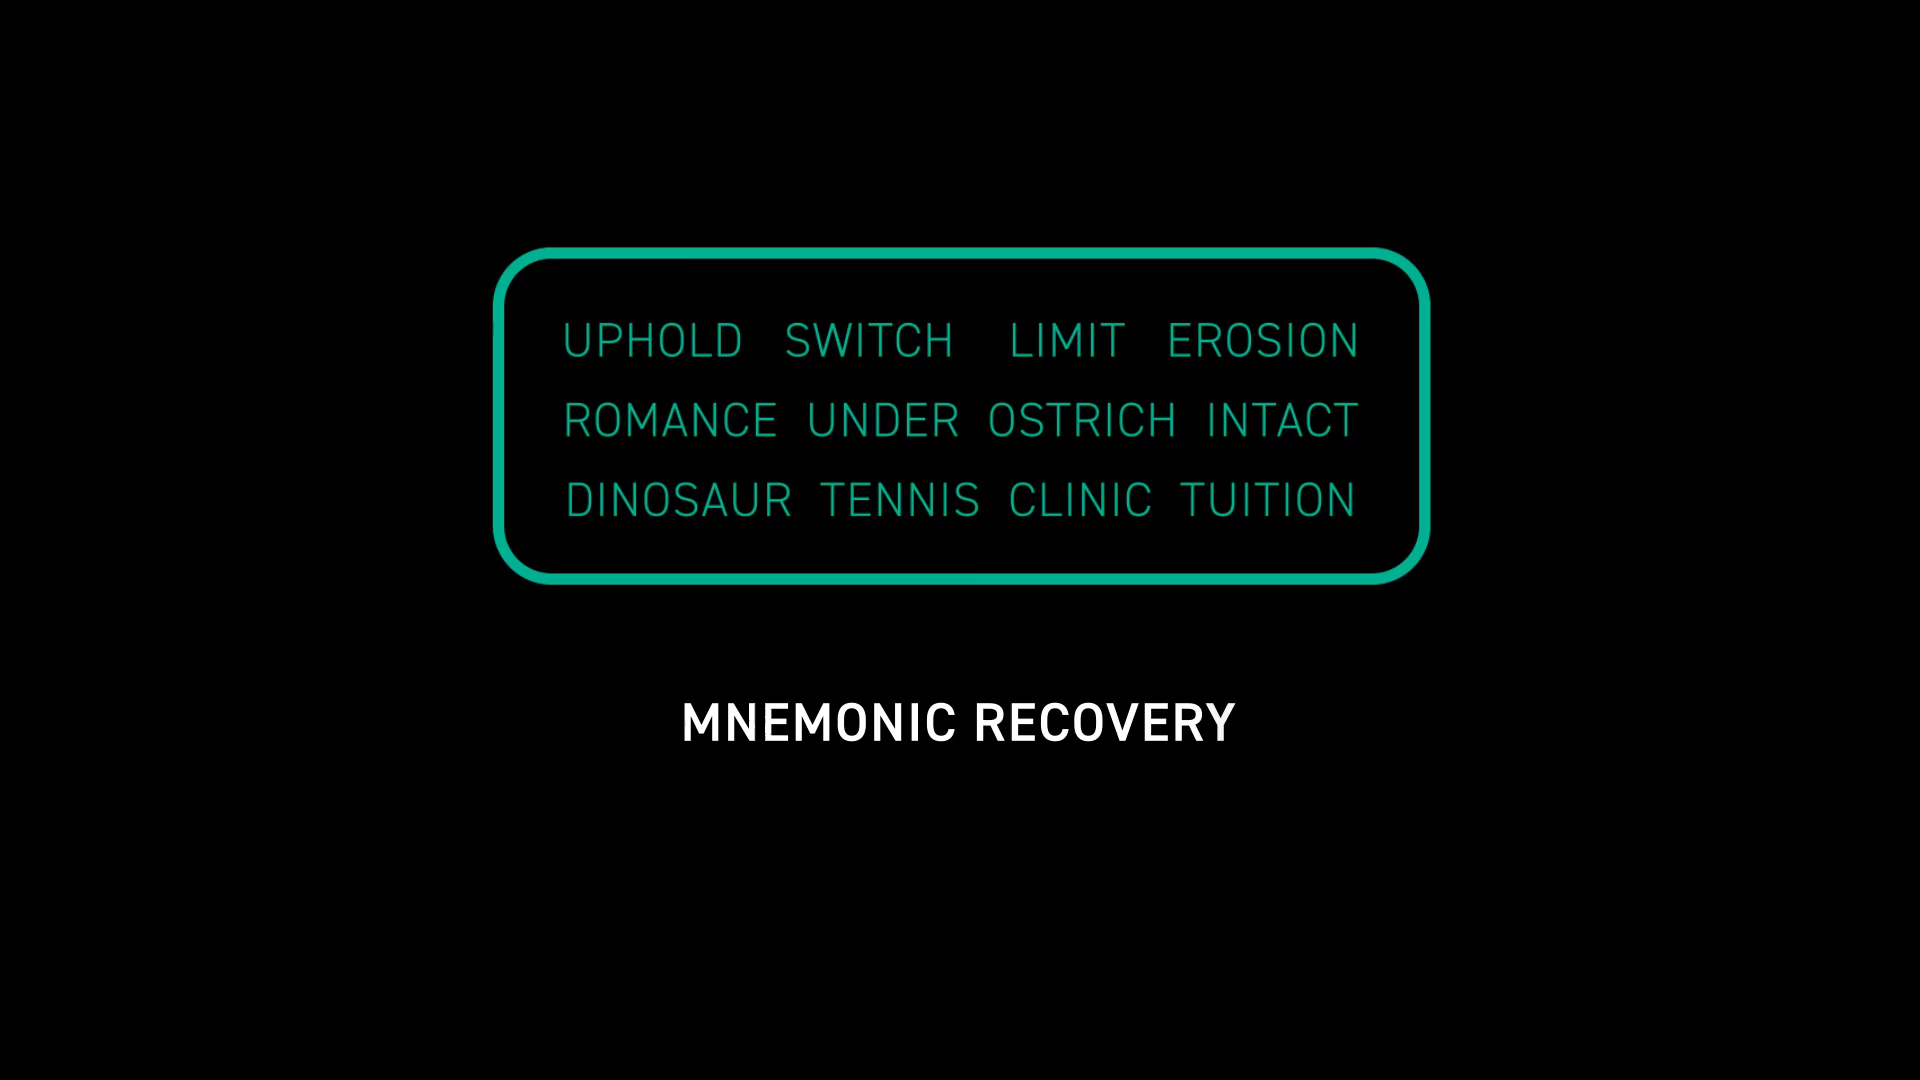 UPHOLD SWITCH LIMIT EROSION
ROMANCE UNDER OSTRICH INTACT
DINOSAUR TENNIS CLINIC TUITION
MNEMONIC RECOVERY